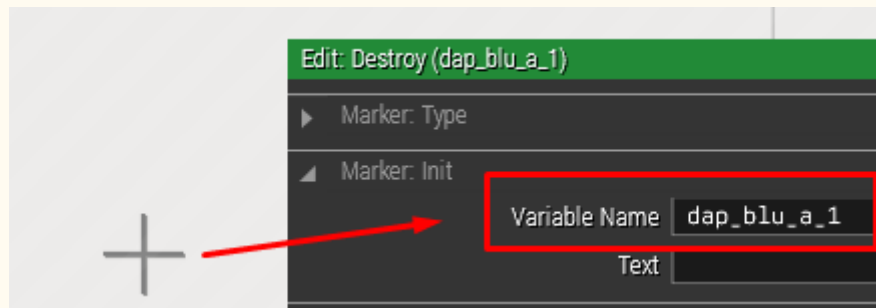 Edit: Destroy (dap_blu_a_1)
Marker: Type
Marker: Init
Variable Name dap_blu_a_1
Text